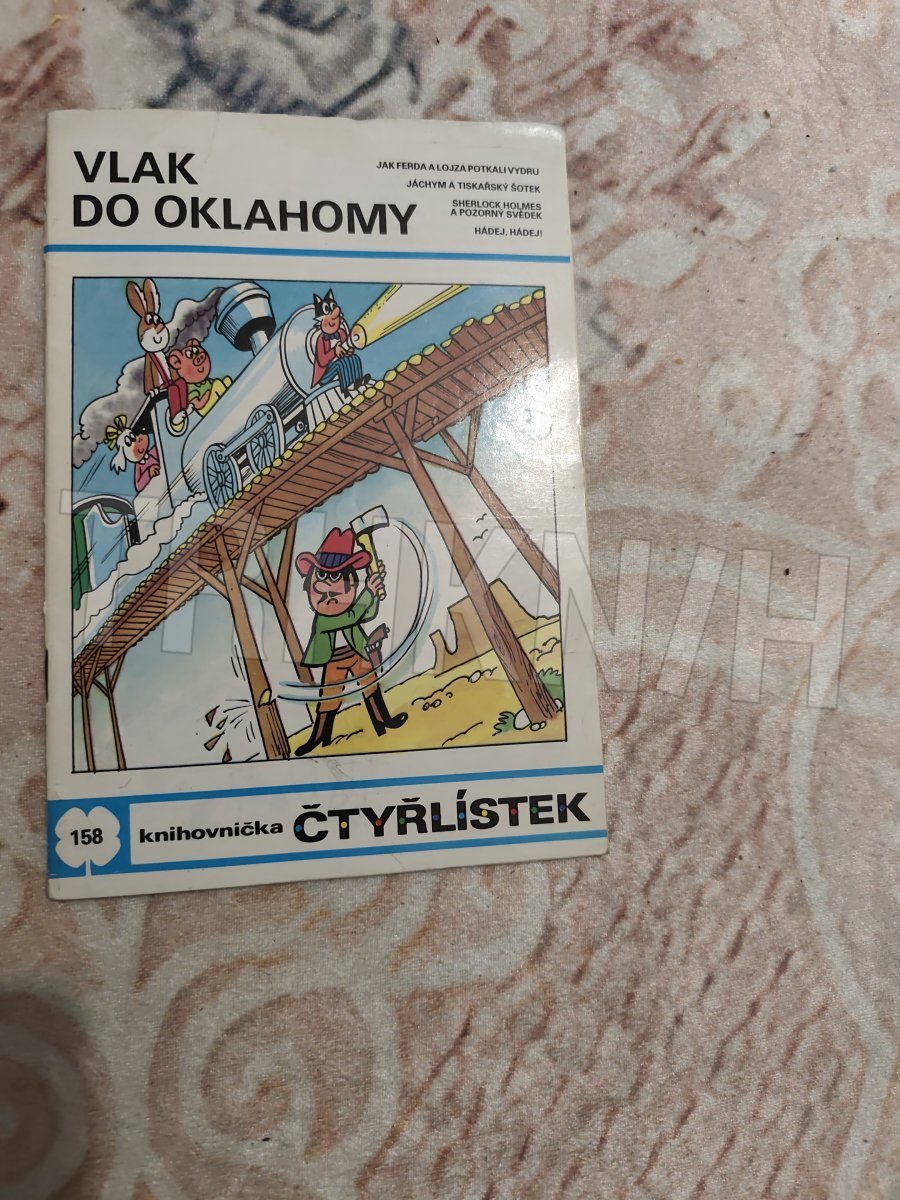 VLAK
DO OKLAHOMY
JAK FERDA A LOJZA POTKALI VYDRU
JÁCHYM A TISKAŘSKÝ ŠOTEK
SHERLOCK HOLMES
A POZORNÝ SVĚDEK
HÁDEJ, HÁDEJ!
158
knihovnička ČTYŘLÍSTEK